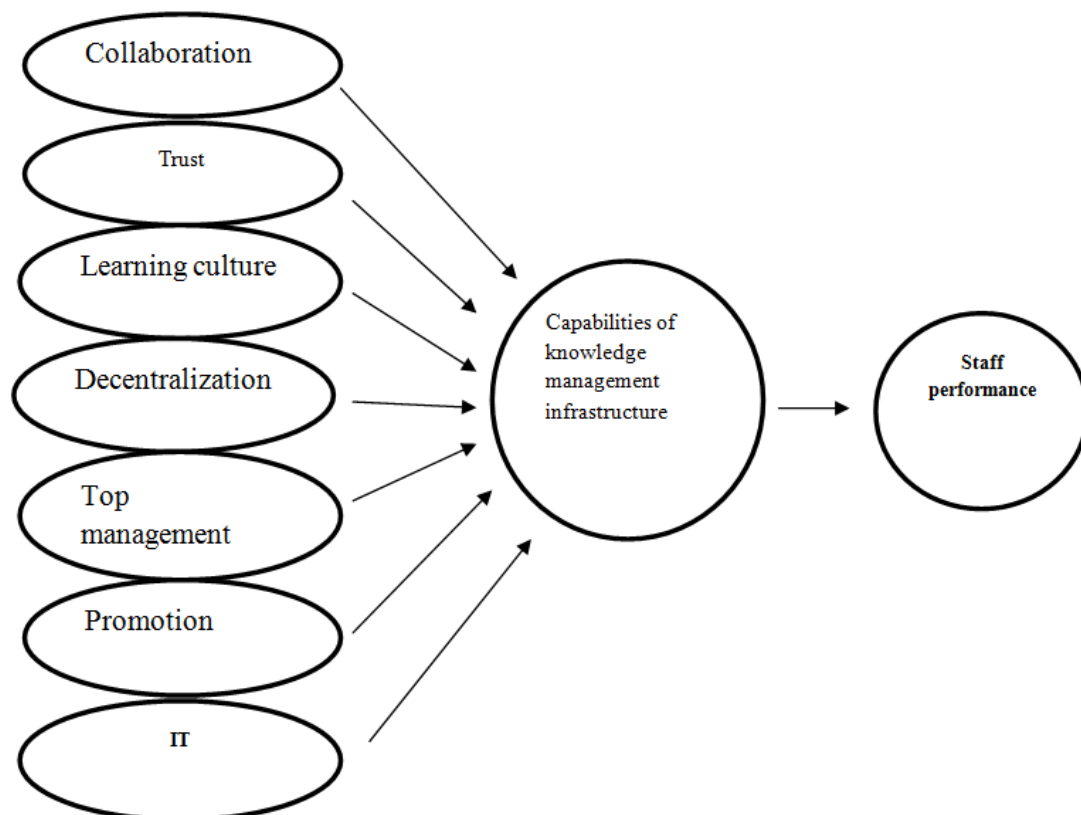 Collaboration
Trust
Learning culture
Decentralization
Top
management
Promotion
IT
Capabilities of
knowledge
management
infrastructure
Staff
performance